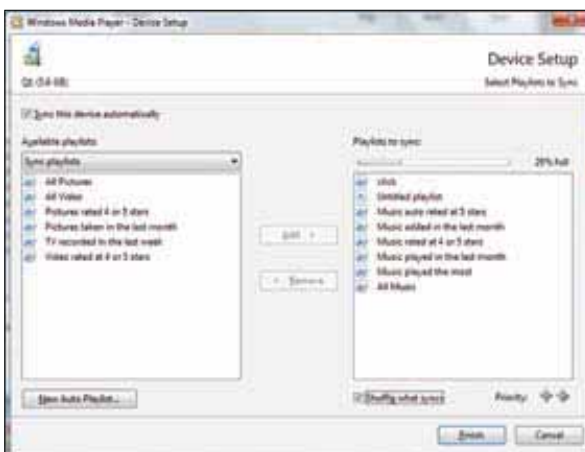 Windows Media Player - Device Setup
Device Setup
Select Playlists to Sync
Sync this device automatically
Available playlists:
Sync playlists
All Pictures
All Video
Pictures rated 4 or 5 stars
Pictures taken in the last month
TV recorded in the last week
Video rated at 4 or 5 stars
New Auto Playlist...
Add >
< Remove
Playlists to sync:
click
Untitled playlist
Music auto rated at 5 stars
Music added in the last month
Music rated at 4 or 5 stars
Music played in the last month
Music played the most
All Music
Shuffle what syncs
Priority:
Finish
Cancel